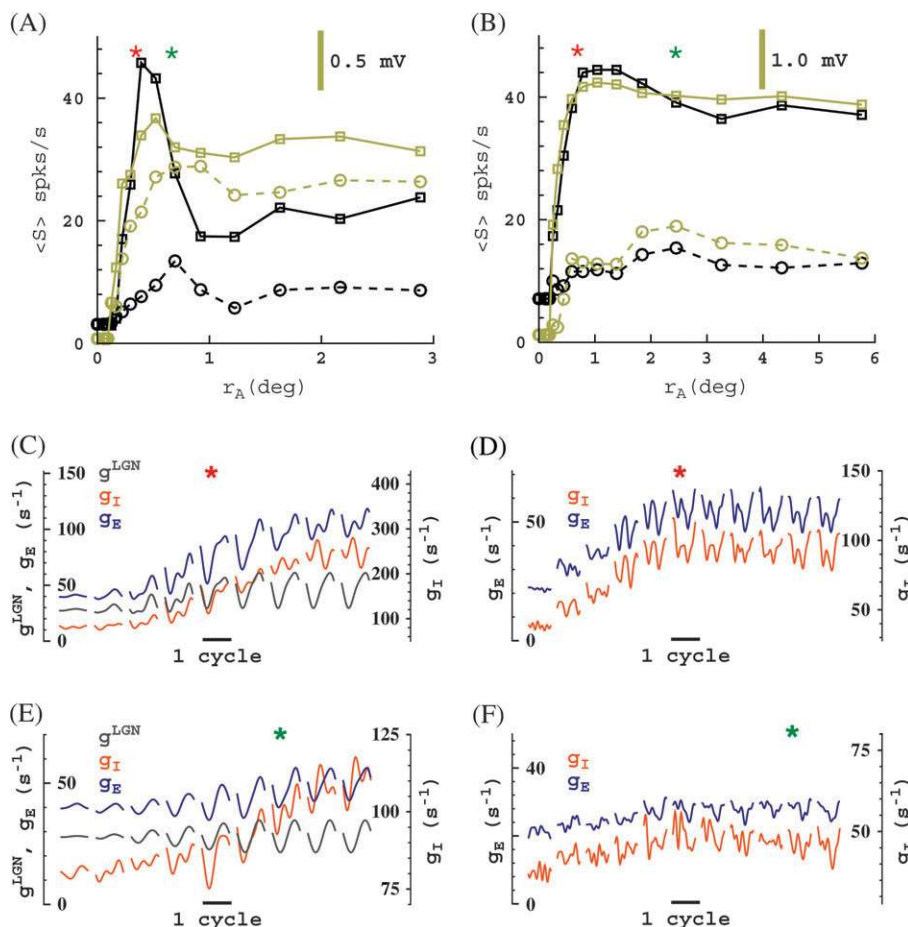 (A)
(B)
* *
* *
0.5 mV
1.0 mV
<S> spks/s
40
20
0
0 1 2 3
r_A(deg)
<S> spks/s
40
20
0
0 1 2 3 4 5 6
r_A(deg)
(C)
g^LGN, g_E (s⁻¹)
150
100
50
0
g^LGN
g_I
g_E
*
400
300
200
100
g_I (s⁻¹)
1 cycle
(D)
g_E (s⁻¹)
50
0
*
150
100
50
g_I (s⁻¹)
1 cycle
(E)
g^LGN, g_E (s⁻¹)
50
0
g^LGN
g_I
g_E
*
125
100
75
g_I (s⁻¹)
1 cycle
(F)
g_E (s⁻¹)
40
0
g_I
g_E
*
75
50
g_I (s⁻¹)
1 cycle